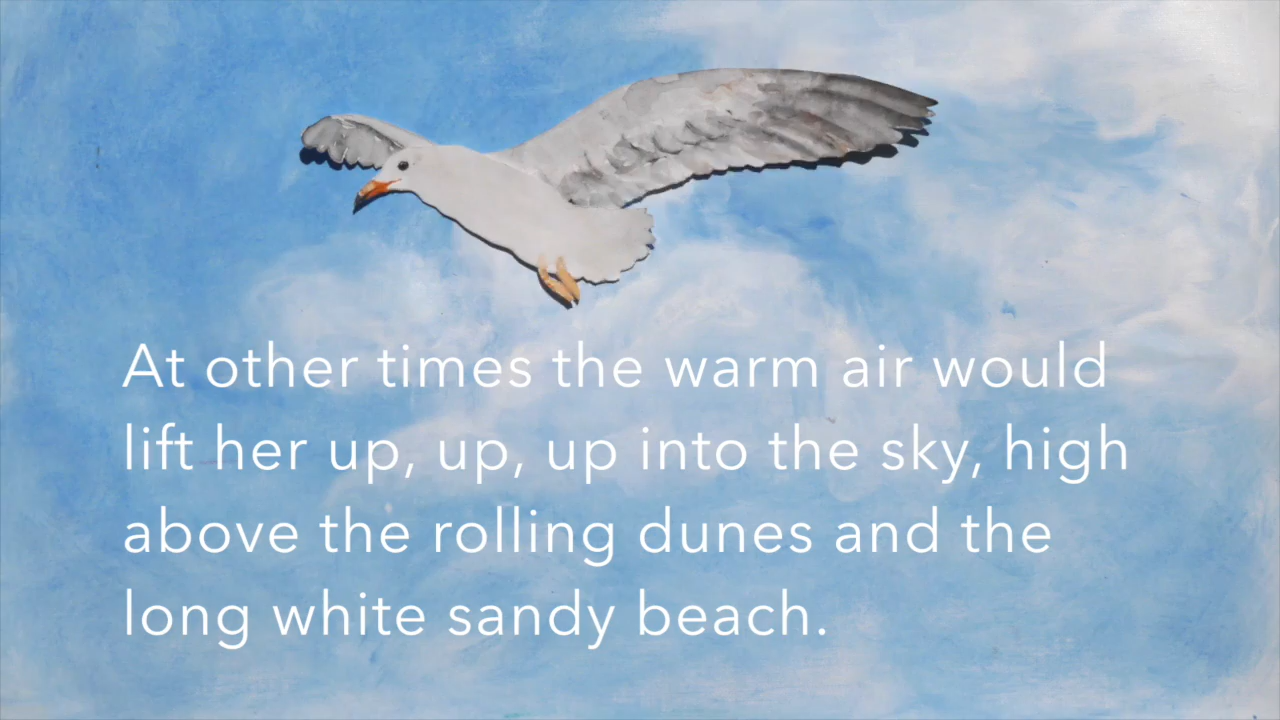 At other times the warm air would
lift her up, up, up into the sky, high
above the rolling dunes and the
long white sandy beach.